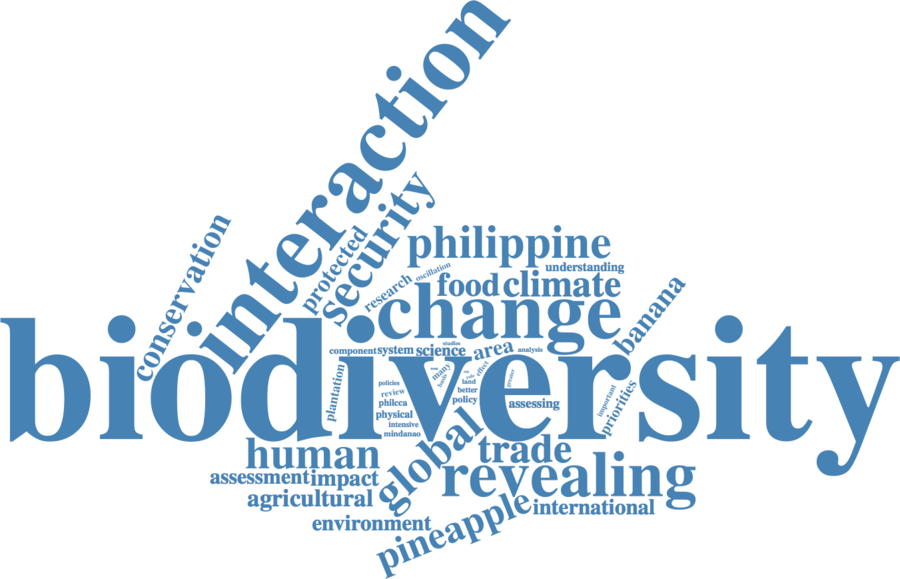 interaction
conservation
protected
security
philippine
research
oscillation
understanding
food
climate
change
banana
biodiversity
component
system
science
studies
area
analysis
plantation
policies
review
philcca
physical
intensive
mindanao
many
land
better
policy
effect
greater
assessing
important
priorities
human
global
trade
revealing
assessment
impact
agricultural
environment
pineapple
international